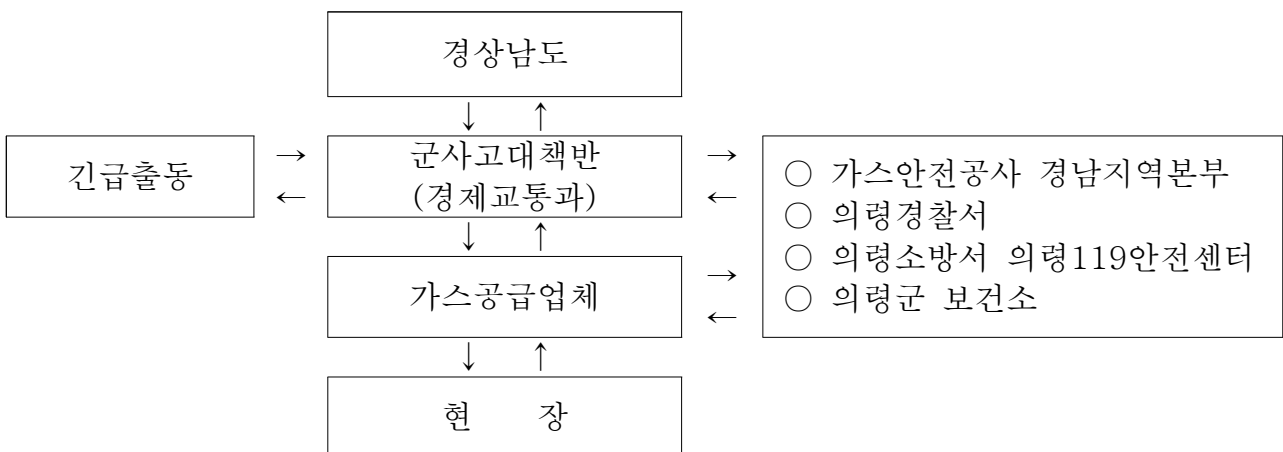 경상남도
↓ ↑
긴급출동
→
←
군사고대책반
(경제교통과)
→
←
○ 가스안전공사 경남지역본부
○ 의령경찰서
○ 의령소방서 의령119안전센터
○ 의령군 보건소
↓ ↑
가스공급업체
→
←
↓ ↑
현 장